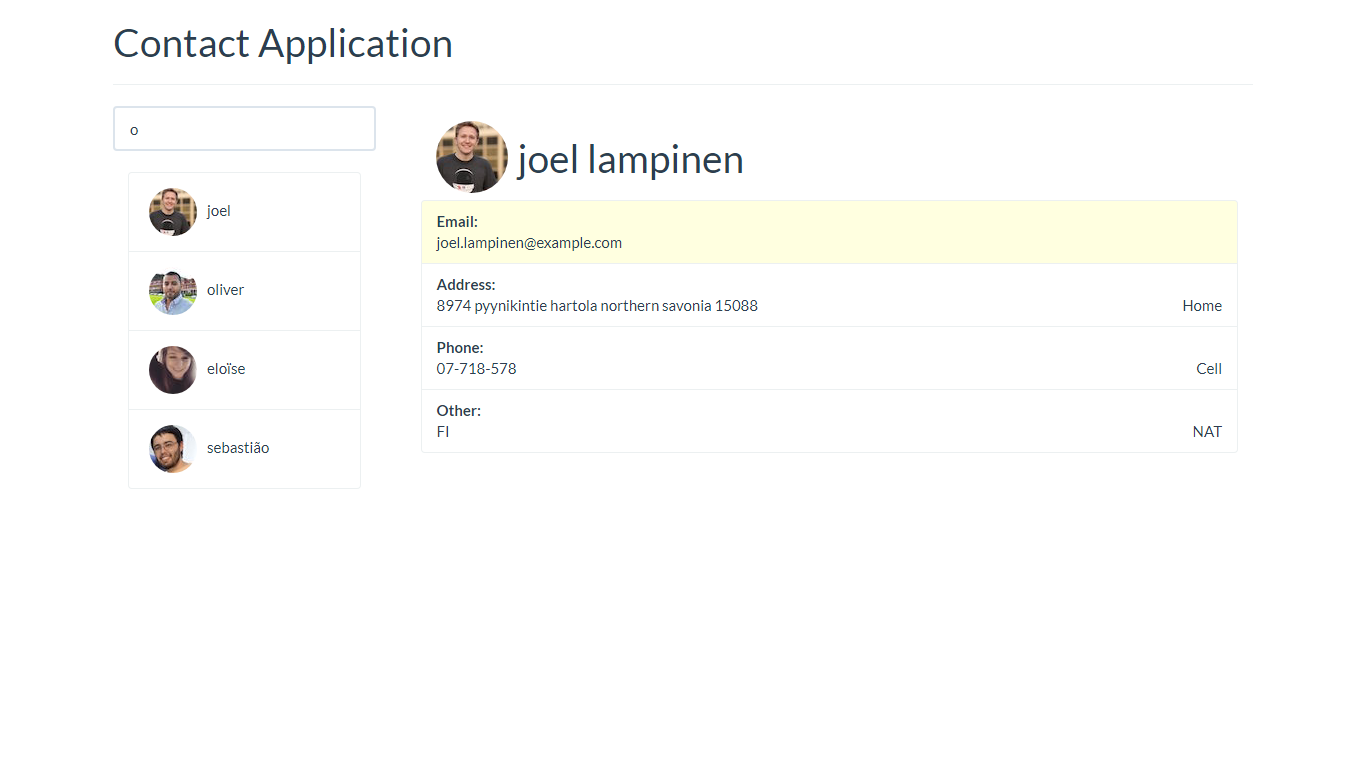 Contact Application
o
joel
oliver
eloïse
sebastião
joel lampinen
Email:
joel.lampinen@example.com
Address:
8974 pyynikintie hartola northern savonia 15088 Home
Phone:
07-718-578 Cell
Other:
FI NAT